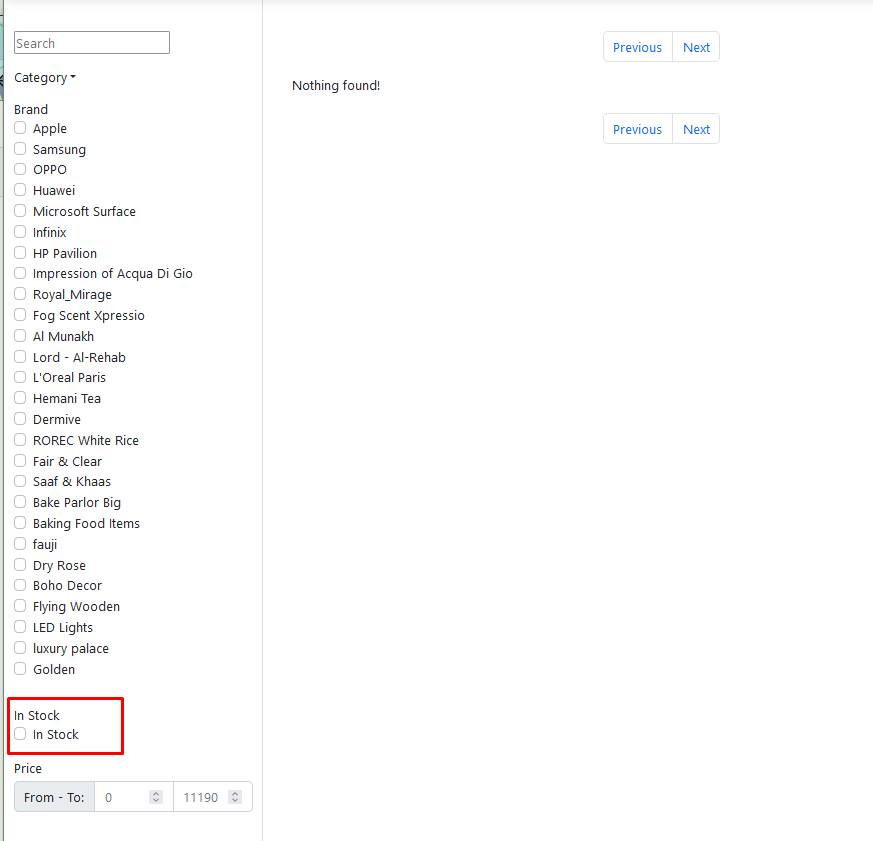 Search
Category
Brand
Apple
Samsung
OPPO
Huawei
Microsoft Surface
Infinix
HP Pavilion
Impression of Acqua Di Gio
Royal_Mirage
Fog Scent Xpressio
Al Munakh
Lord - Al-Rehab
L'Oreal Paris
Hemani Tea
Dermive
ROREC White Rice
Fair & Clear
Saaf & Khaas
Bake Parlor Big
Baking Food Items
fauji
Dry Rose
Boho Decor
Flying Wooden
LED Lights
luxury palace
Golden
In Stock
In Stock
Price
From - To: 0 11190
Previous Next
Nothing found!
Previous Next